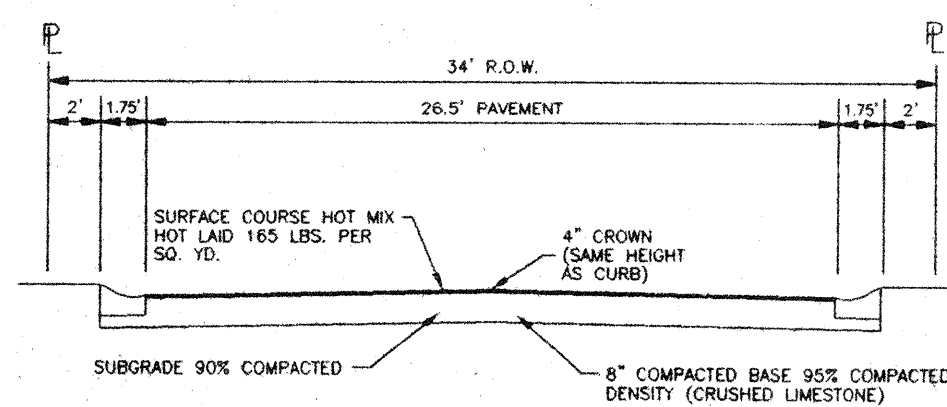 PL PL
34' R.O.W.
2' 1.75' 26.5' PAVEMENT 1.75' 2'
SURFACE COURSE HOT MIX
HOT LAID 165 LBS. PER
SQ. YD.
4" CROWN
(SAME HEIGHT
AS CURB)
SUBGRADE 90% COMPACTED
8" COMPACTED BASE 95% COMPACTED
DENSITY (CRUSHED LIMESTONE)